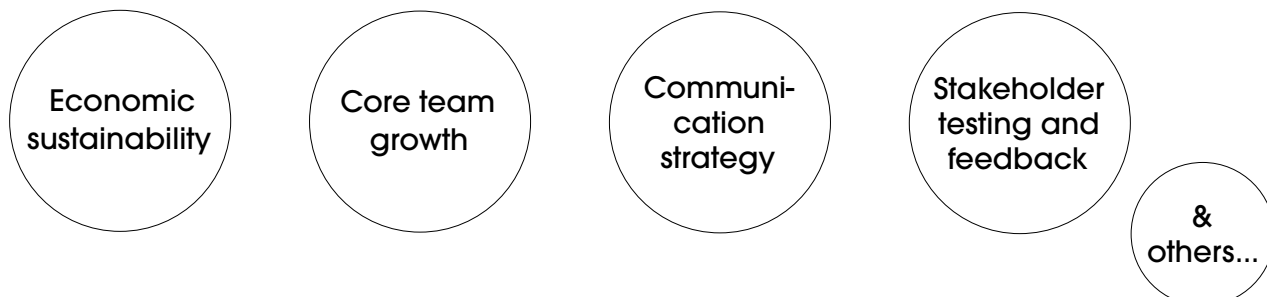 Economic
sustainability
Core team
growth
Communi-
cation
strategy
Stakeholder
testing and
feedback
&
others...